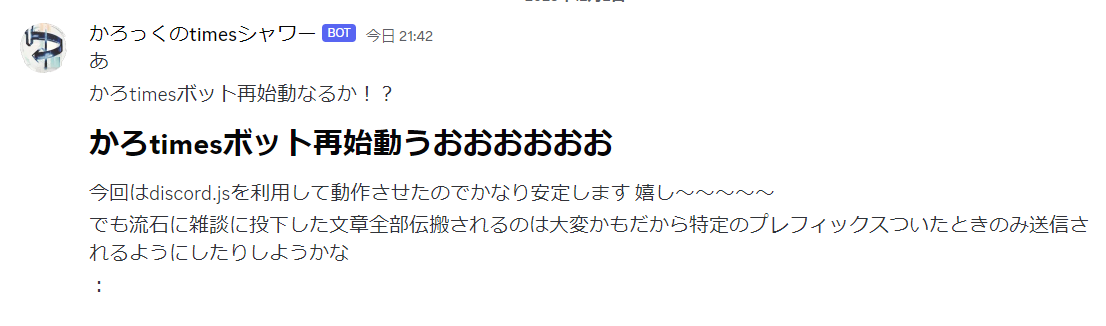 かろっくのtimesシャワー BOT 今日 21:42
あ
かろtimesボット再始動なるか！？
かろtimesボット再始動うおおおおおおお
今回はdiscord.jsを利用して動作させたのでかなり安定します 嬉し～～～～～
でも流石に雑談に投下した文章全部伝搬されるのは大変かもだから特定のプレフィックスついたときのみ送信さ
れるようにしたりしようかな
：